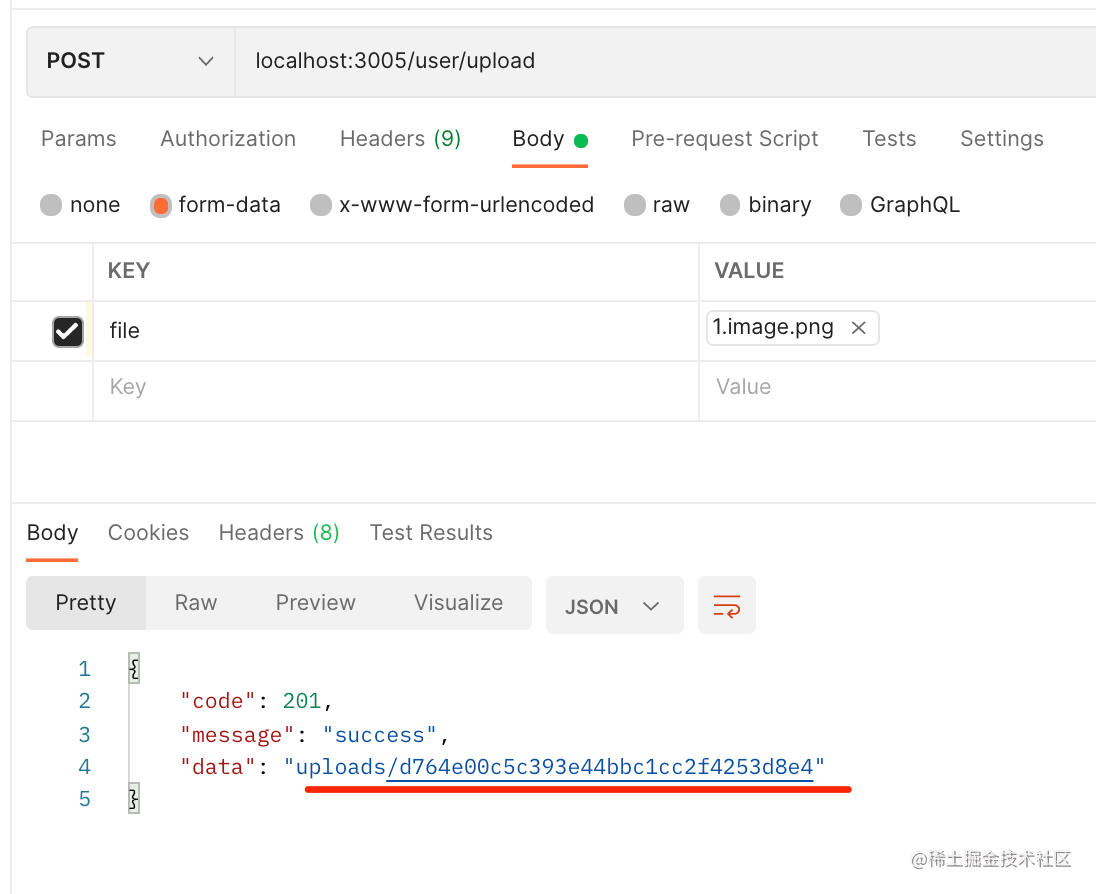 POST localhost:3005/user/upload
Params Authorization Headers (9) Body Pre-request Script Tests Settings
none form-data x-www-form-urlencoded raw binary GraphQL
KEY VALUE
file 1.image.png
Key Value
Body Cookies Headers (8) Test Results
Pretty Raw Preview Visualize JSON
1 {
2 "code": 201,
3 "message": "success",
4 "data": "uploads/d764e00c5c393e44bbc1cc2f4253d8e4"
5 }
@稀土掘金技术社区